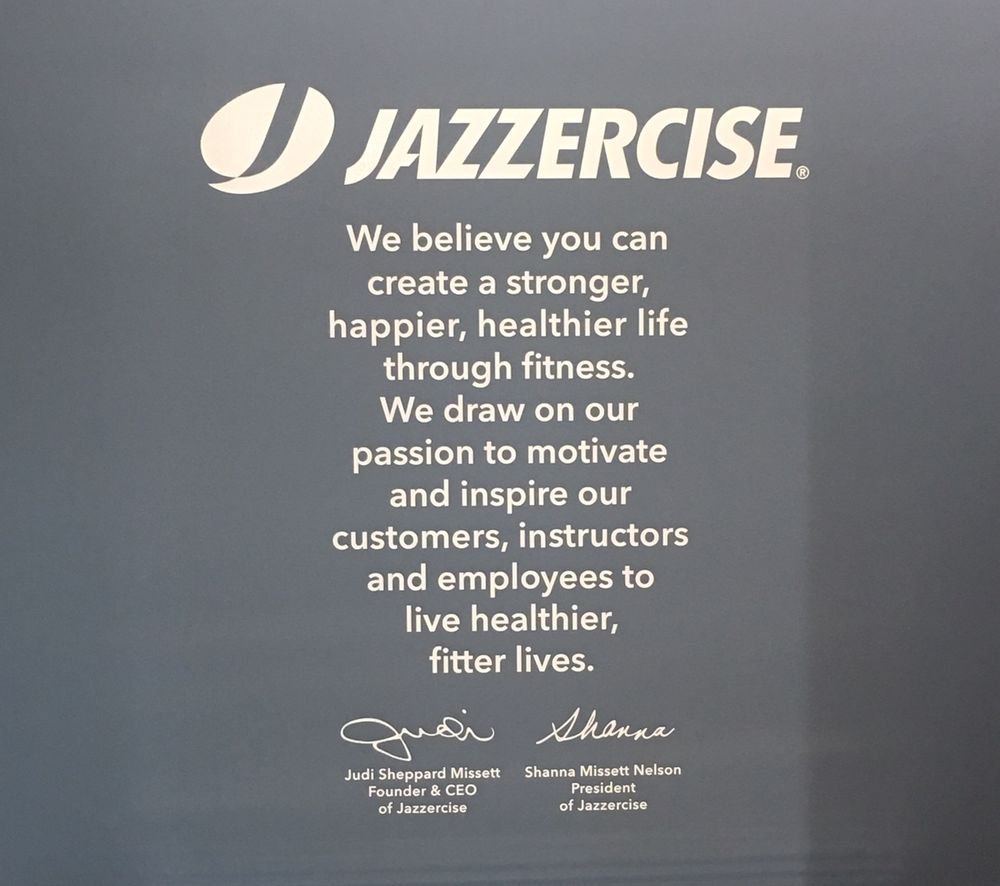 JAZZERCISE®
We believe you can
create a stronger,
happier, healthier life
through fitness.
We draw on our
passion to motivate
and inspire our
customers, instructors
and employees to
live healthier,
fitter lives.
Judi Shanna
Judi Sheppard Missett Shanna Missett Nelson
Founder & CEO President
of Jazzercise of Jazzercise